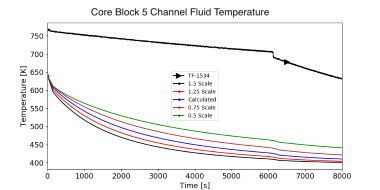 Core Block 5 Channel Fluid Temperature
Temperature [K]
750
700
650
600
550
500
450
400
TF-1534
1.5 Scale
1.25 Scale
Calculated
0.75 Scale
0.5 Scale
0
1000
2000
3000
4000
5000
6000
7000
8000
Time [s]